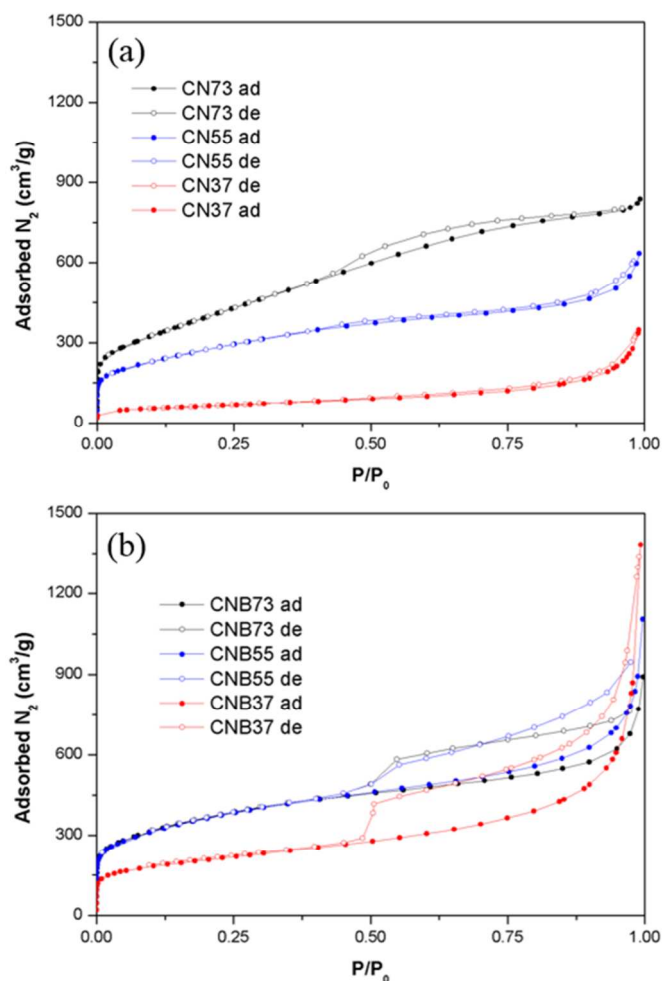 (a)
1500
1200
900
600
300
0
Adsorbed N₂ (cm³/g)
CN73 ad
CN73 de
CN55 ad
CN55 de
CN37 de
CN37 ad
0.00 0.25 0.50 0.75 1.00
P/P₀
(b)
1500
1200
900
600
300
0
Adsorbed N₂ (cm³/g)
CNB73 ad
CNB73 de
CNB55 ad
CNB55 de
CNB37 ad
CNB37 de
0.00 0.25 0.50 0.75 1.00
P/P₀